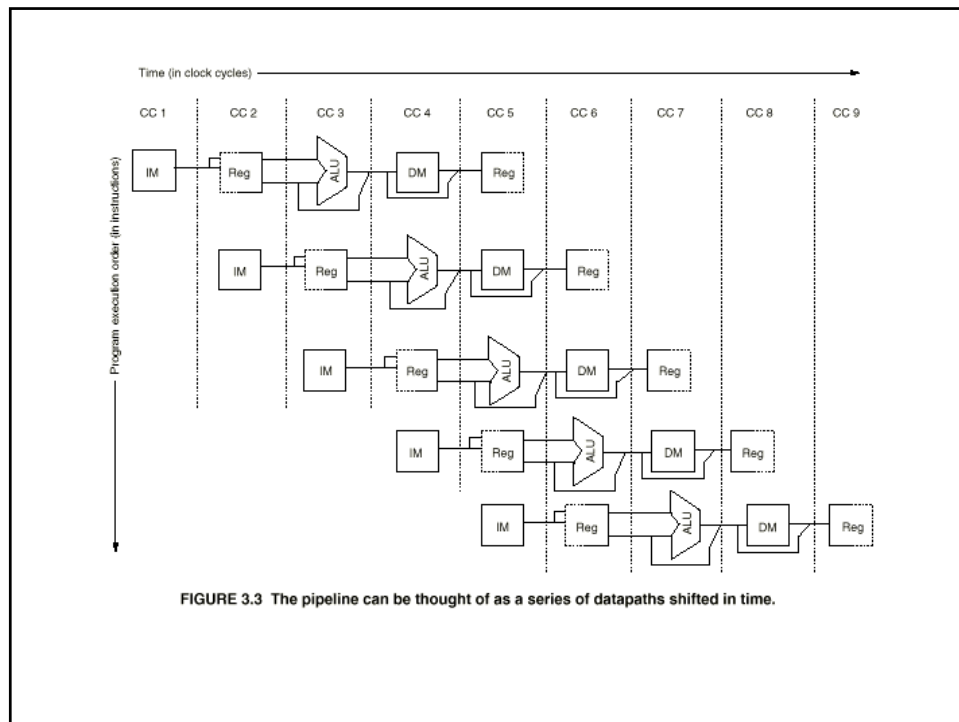 Time (in clock cycles)
CC 1 CC 2 CC 3 CC 4 CC 5 CC 6 CC 7 CC 8 CC 9
Program execution order (in instructions)
IM Reg ALU DM Reg
IM Reg ALU DM Reg
IM Reg ALU DM Reg
IM Reg ALU DM Reg
IM Reg ALU DM Reg
FIGURE 3.3 The pipeline can be thought of as a series of datapaths shifted in time.